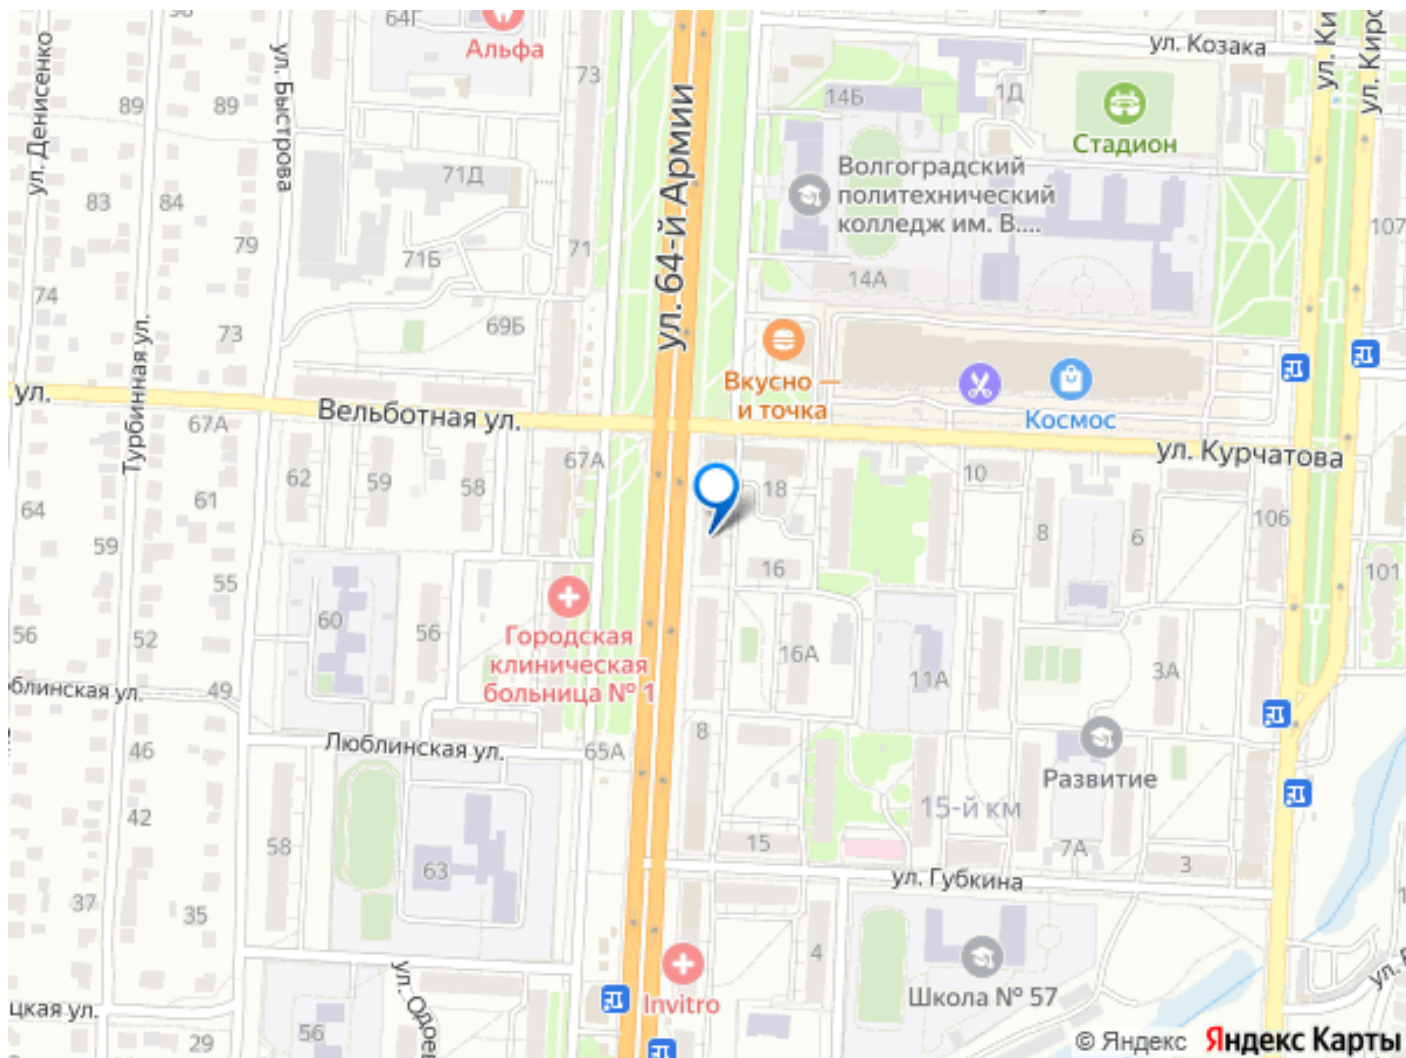 64Г
Альфа
73
ул. Козака
ул. Ки
ул. Киро
ул. Денисенко
89
89
ул. Быстрова
ул. 64-й Армии
14Б
1Д
Стадион
Волгоградский
политехнический
колледж им. В....
71Д
83
84
79
71
71Б
14А
107
74
73
69Б
Турбинная ул.
Вкусно —
и точка
Космос
ул.
Вельботная ул.
67А
ул. Курчатова
67А
62
59
58
18
10
64
61
59
8
6
106
55
16
101
60
56
56
52
Городская
клиническая
больница № 1
16А
11А
3А
облинская ул.
49
Люблинская ул.
65А
8
46
Развитие
15-й км
42
58
63
15
7А
3
ул. Губкина
37
35
4
Школа № 57
Invitro
ул. Одоев
цкая ул.
56
29
© Яндекс
Яндекс Карты